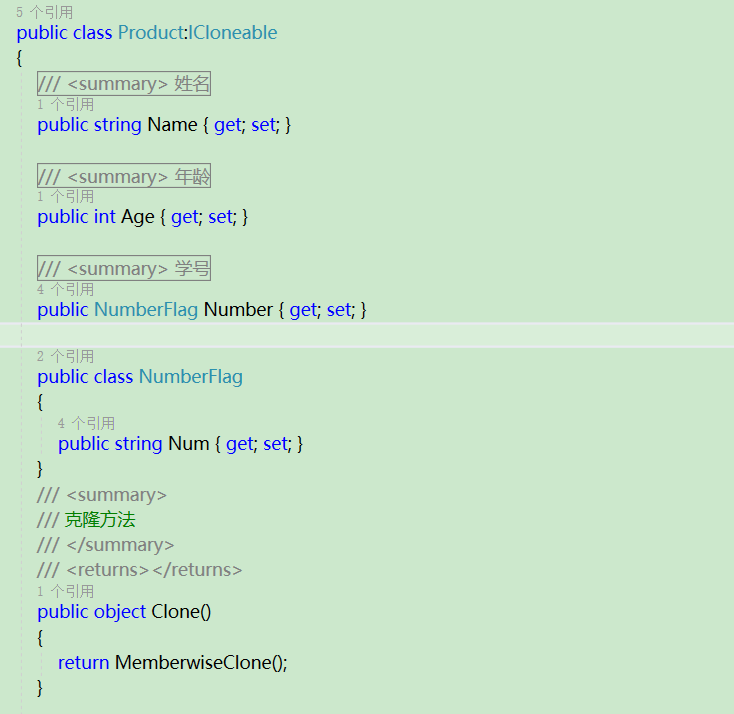 5 个引用
public class Product:ICloneable
{
/// <summary> 姓名
1 个引用
public string Name { get; set; }
/// <summary> 年龄
1 个引用
public int Age { get; set; }
/// <summary> 学号
4 个引用
public NumberFlag Number { get; set; }
2 个引用
public class NumberFlag
{
4 个引用
public string Num { get; set; }
}
/// <summary>
/// 克隆方法
/// </summary>
/// <returns></returns>
1 个引用
public object Clone()
{
return MemberwiseClone();
}